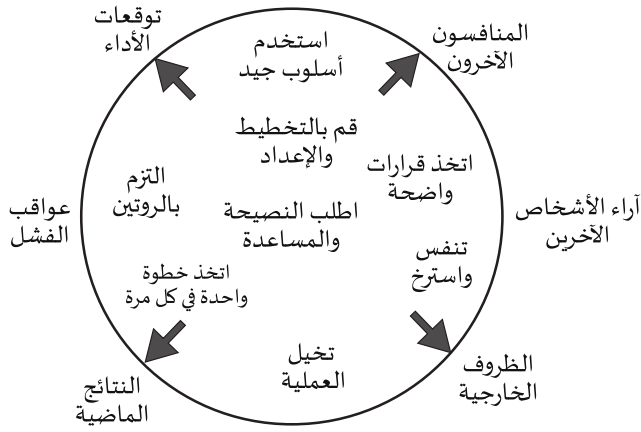 المنافسون
الآخرون
استخدم
أسلوب جيد
توقعات
الأداء
قم بالتخطيط
والإعداد
اتخذ قرارات
واضحة
التزم
بالروتين
آراء الأشخاص
الآخرين
اطلب النصيحة
والمساعدة
عواقب
الفشل
تنفس
واسترخ
اتخذ خطوة
واحدة في كل مرة
الظروف
الخارجية
تخيل
العملية
النتائج
الماضية